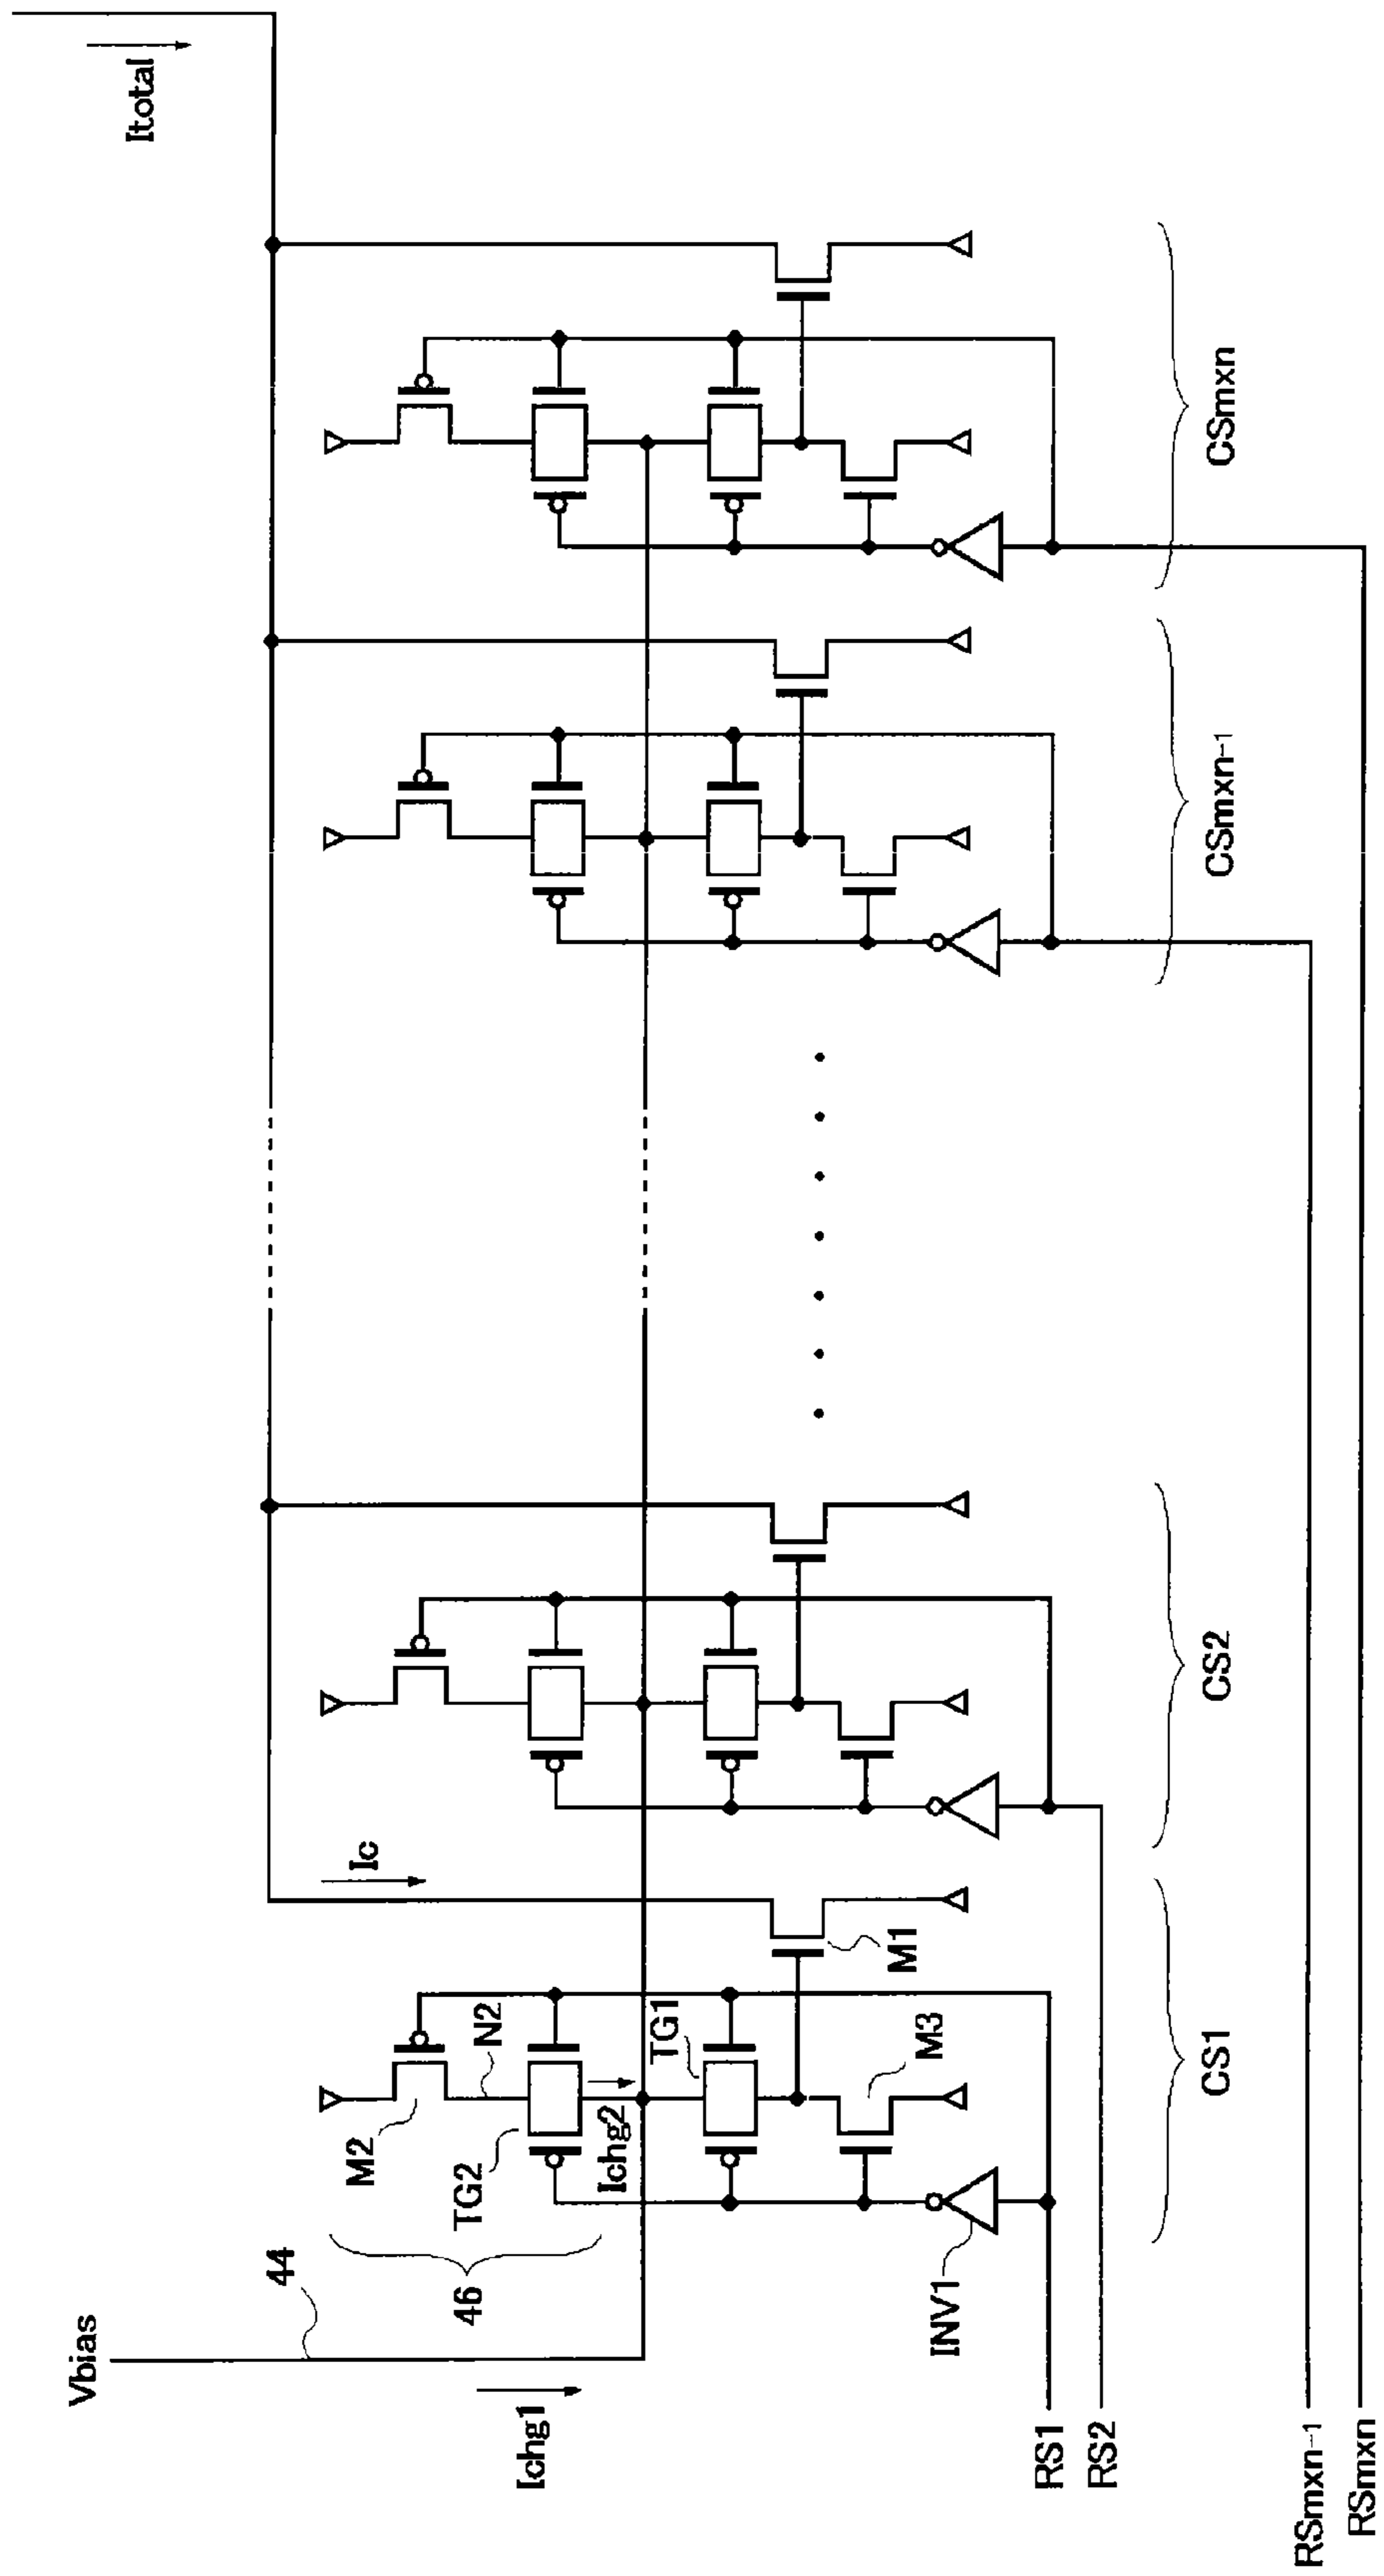 Vbias
44
Ichg1
46
M2
N2
TG2
Ichg2
TG1
Ic
M1
M3
INV1
Itotal
RS1
RS2
RSmxn-1
RSmxn
CS1
CS2
CSmxn-1
CSmxn